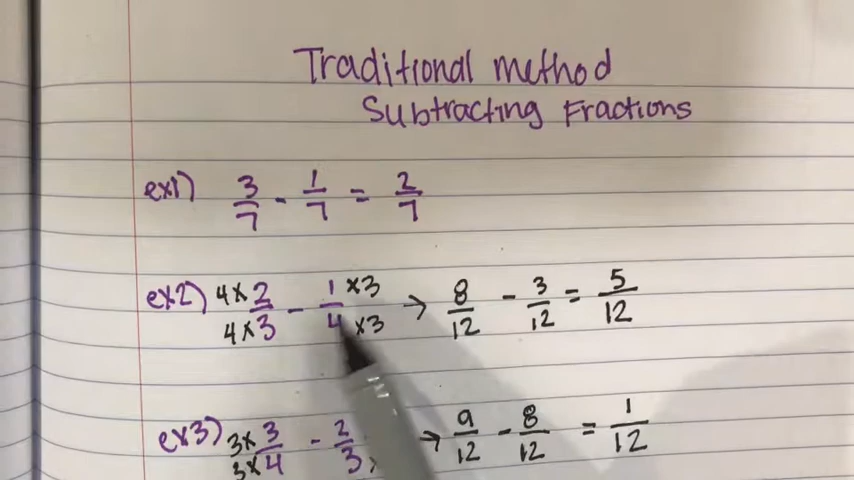 Traditional method
Subtracting Fractions
ex1) 3/7 - 1/7 = 2/7
ex2) 4x2/4x3 - 1x3/4x3 → 8/12 - 3/12 = 5/12
ex3) 3x3/3x4 - 2/3 → 9/12 - 8/12 = 1/12